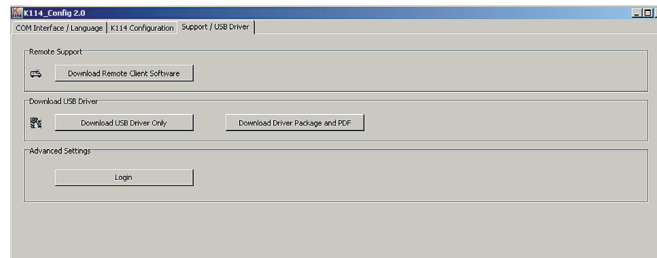 K114_Config 2.0
COM Interface / Language K114 Configuration Support / USB Driver
Remote Support
Download Remote Client Software
Download USB Driver
Download USB Driver Only Download Driver Package and PDF
Advanced Settings
Login